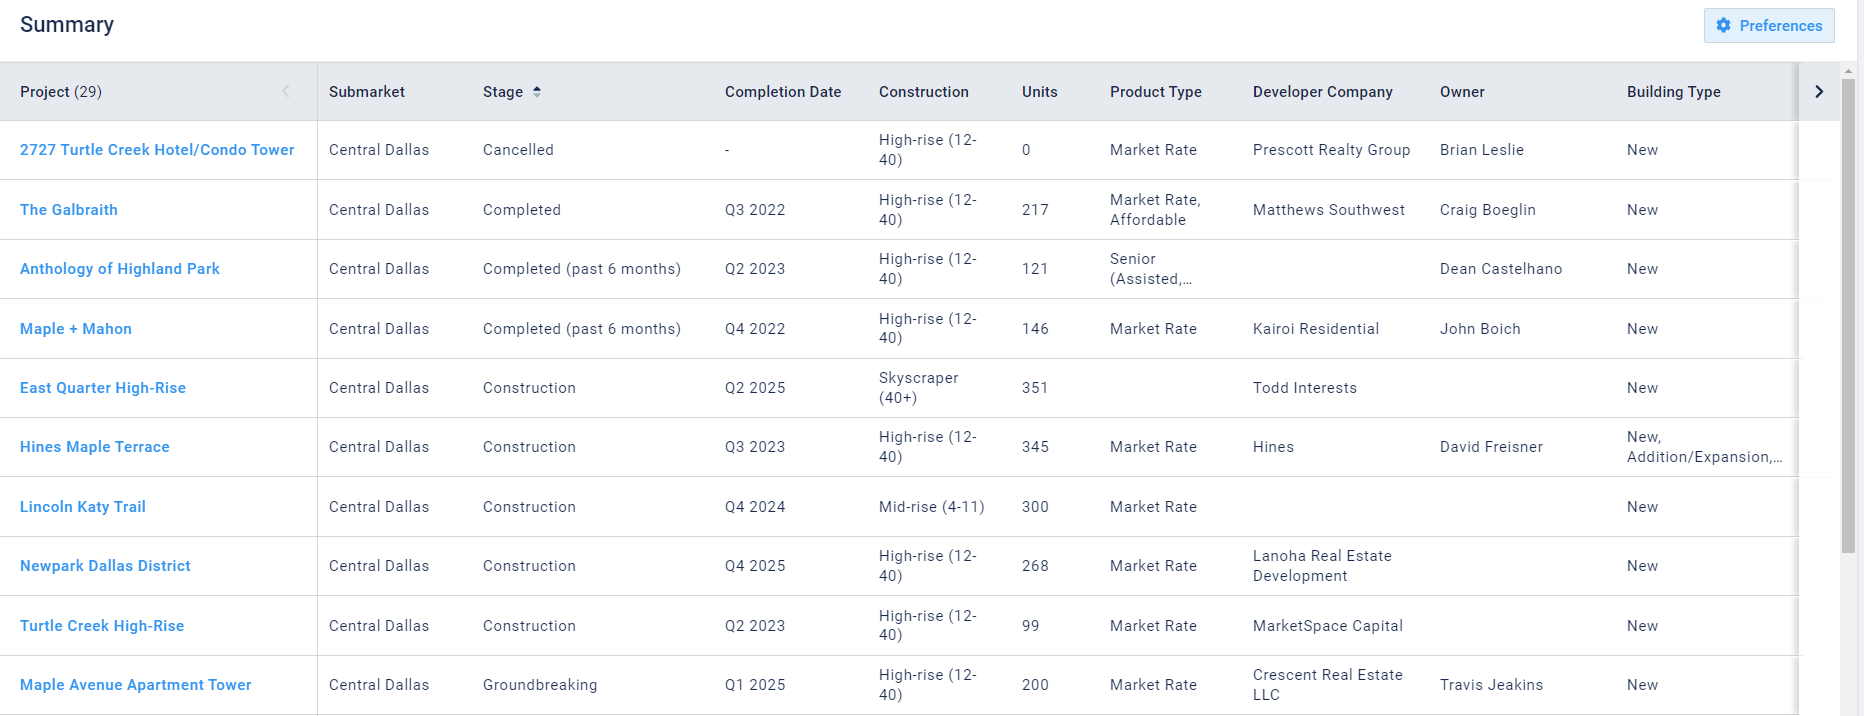 Summary
Preferences
Project (29) Submarket Stage Completion Date Construction Units Product Type Developer Company Owner Building Type
2727 Turtle Creek Hotel/Condo Tower Central Dallas Cancelled - High-rise (12-
40) 0 Market Rate Prescott Realty Group Brian Leslie New
The Galbraith Central Dallas Completed Q3 2022 High-rise (12-
40) 217 Market Rate,
Affordable Matthews Southwest Craig Boeglin New
Anthology of Highland Park Central Dallas Completed (past 6 months) Q2 2023 High-rise (12-
40) 121 Senior
(Assisted,… Dean Castelhano New
Maple + Mahon Central Dallas Completed (past 6 months) Q4 2022 High-rise (12-
40) 146 Market Rate Kairoi Residential John Boich New
East Quarter High-Rise Central Dallas Construction Q2 2025 Skyscraper
(40+) 351 Todd Interests New
Hines Maple Terrace Central Dallas Construction Q3 2023 High-rise (12-
40) 345 Market Rate Hines David Freisner New,
Addition/Expansion,…
Lincoln Katy Trail Central Dallas Construction Q4 2024 Mid-rise (4-11) 300 Market Rate New
Newpark Dallas District Central Dallas Construction Q4 2025 High-rise (12-
40) 268 Market Rate Lanoha Real Estate
Development New
Turtle Creek High-Rise Central Dallas Construction Q2 2023 High-rise (12-
40) 99 Market Rate MarketSpace Capital New
Maple Avenue Apartment Tower Central Dallas Groundbreaking Q1 2025 High-rise (12-
40) 200 Market Rate Crescent Real Estate
LLC Travis Jeakins New